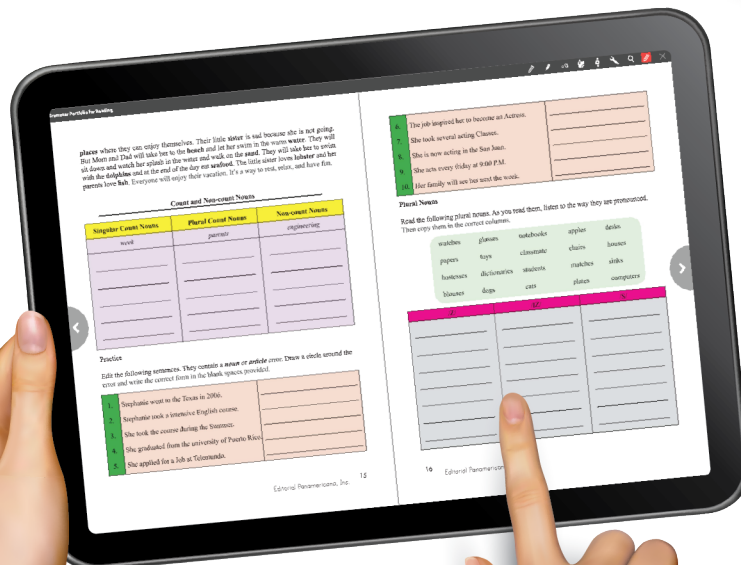 Grammar Portfolio for Reading
places where they can enjoy themselves. Their little sister is sad because she is not going.
But Mom and Dad will take her to the beach and let her swim in the warm water. They will
sit down and watch her splash in the water and walk on the sand. They will take her to swim
with the dolphins and at the end of the day eat seafood. The little sister loves lobster and her
parents love fish. Everyone will enjoy their vacation. It's a way to rest, relax, and have fun.
Count and Non-count Nouns
Singular Count Nouns Plural Count Nouns Non-count Nouns
week parents engineering
Practice
Edit the following sentences. They contain a noun or article error. Draw a circle around the
error and write the correct form in the blank spaces provided.
1. Stephanie went to the Texas in 2006.
2. Stephanie took a intensive English course.
3. She took the course during the Summer.
4. She graduated from the university of Puerto Rico.
5. She applied for a Job at Telemundo.
Editorial Panamericana, Inc. 15
6. The job inspired her to become an Actress.
7. She took several acting Classes.
8. She is now acting in the San Juan.
9. She acts every friday at 9:00 P.M.
10. Her family will see her next the week.
Plural Nouns
Read the following plural nouns. As you read them, listen to the way they are pronounced.
Then copy them in the correct columns.
watches glasses notebooks apples desks
papers toys classmate chairs houses
hostesses dictionaries students matches sinks
blouses dogs cats plates computers
16 Editorial Panamerican